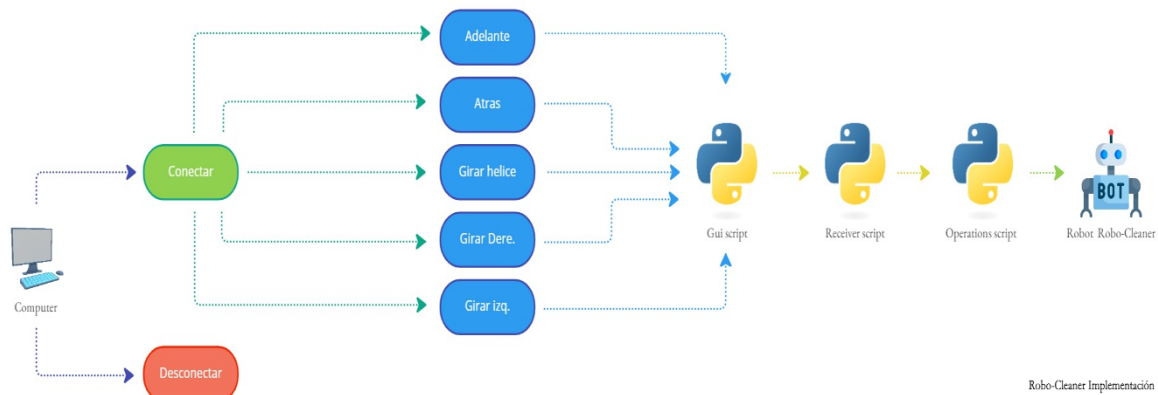 Adelante
Atras
Conectar
Girar helice
BOT
Gui script
Receiver script
Operations script
Robot Robo-Cleaner
Girar Dere.
Computer
Girar izq.
Desconectar
Robo-Cleaner Implementación